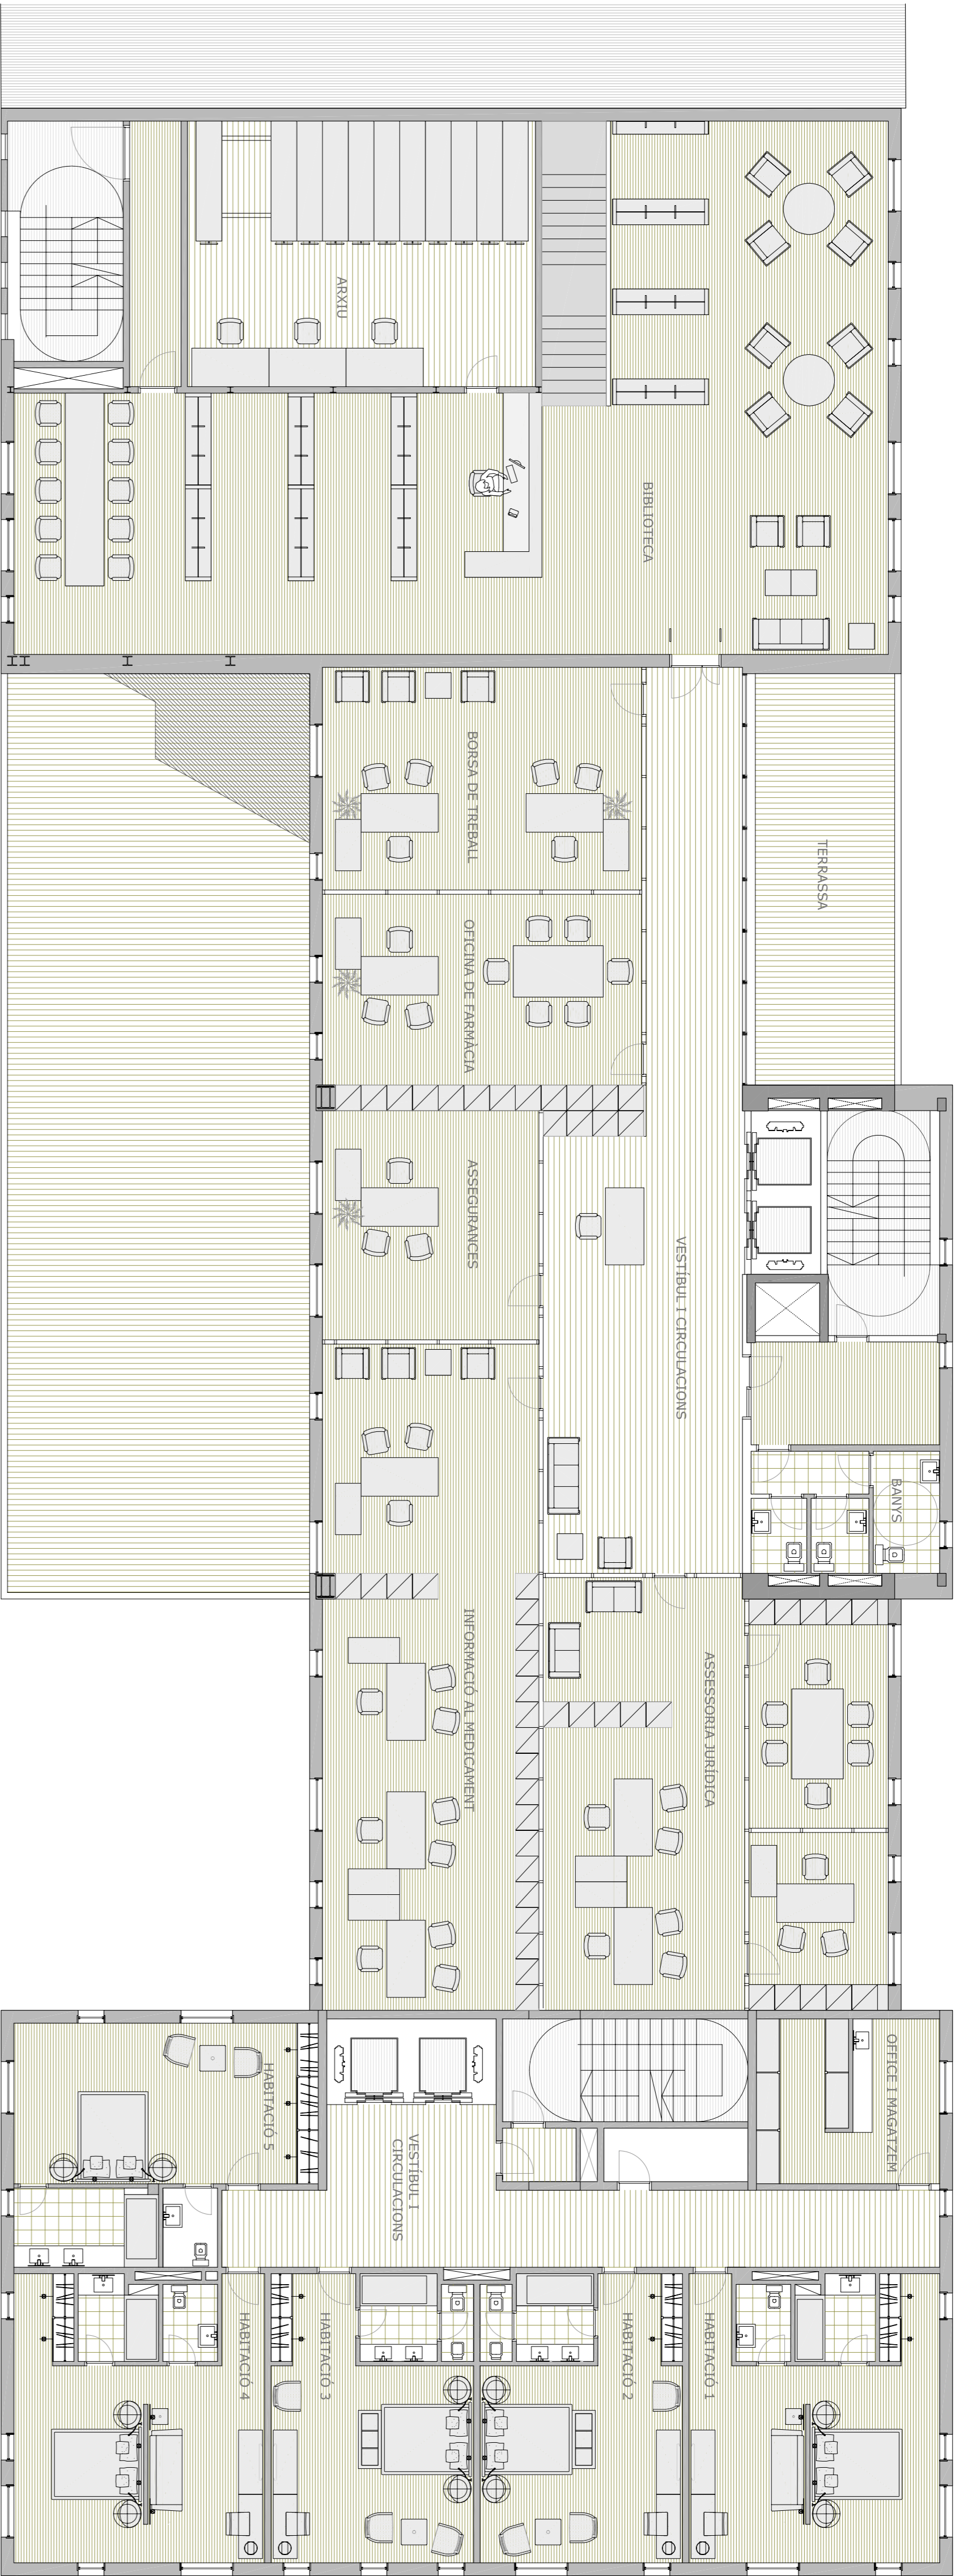 ARXIU
BIBLIOTECA
BORSA DE TREBALL
TERRASSA
OFICINA DE FARMÀCIA
ASSEGURANCES
VESTÍBUL I CIRCULACIONS
BANYS
INFORMACIÓ AL MEDICAMENT
ASSESSORIA JURÍDICA
OFFICE I MAGATZEM
HABITACIÓ 5
VESTÍBUL I
CIRCULACIONS
HABITACIÓ 4
HABITACIÓ 3
HABITACIÓ 2
HABITACIÓ 1